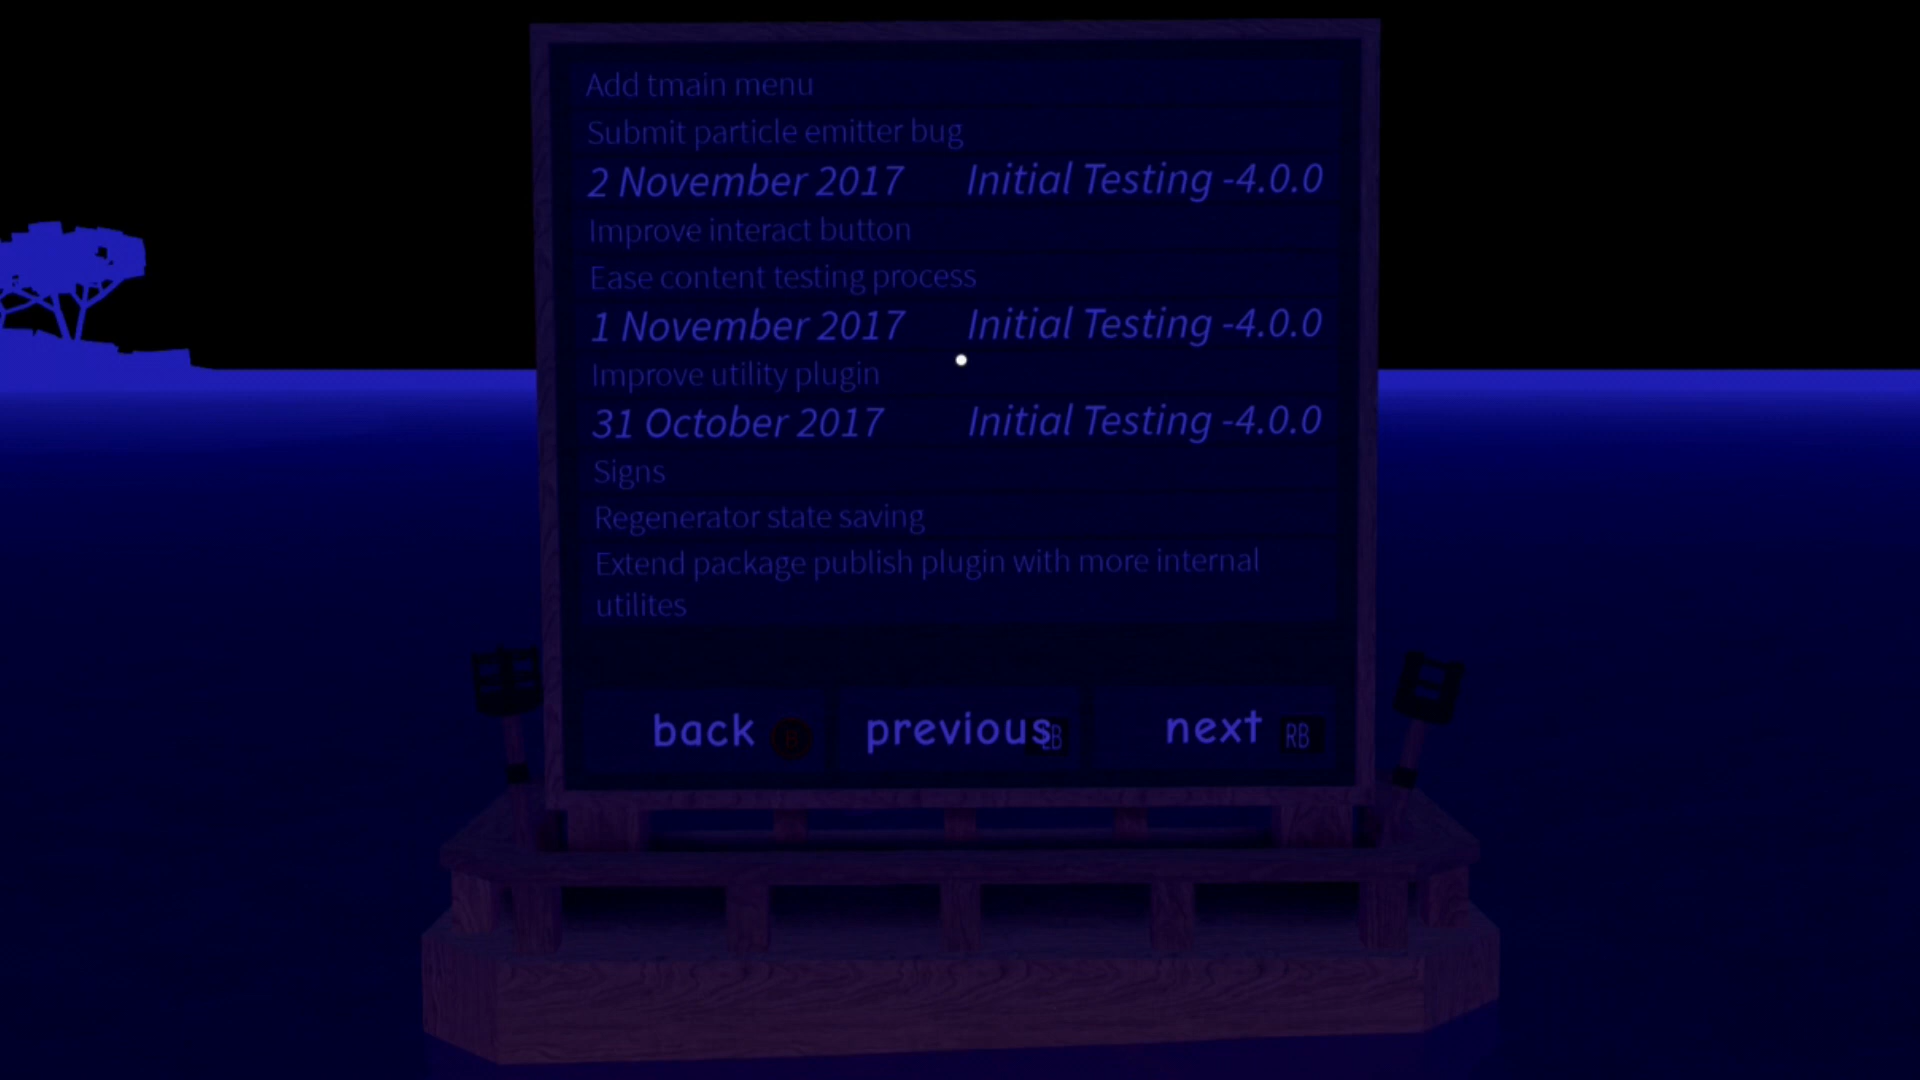 Add tmain menu
Submit particle emitter bug
2 November 2017 Initial Testing -4.0.0
Improve interact button
Ease content testing process
1 November 2017 Initial Testing -4.0.0
Improve utility plugin
31 October 2017 Initial Testing -4.0.0
Signs
Regenerator state saving
Extend package publish plugin with more internal
utilites
back B previous LB next RB